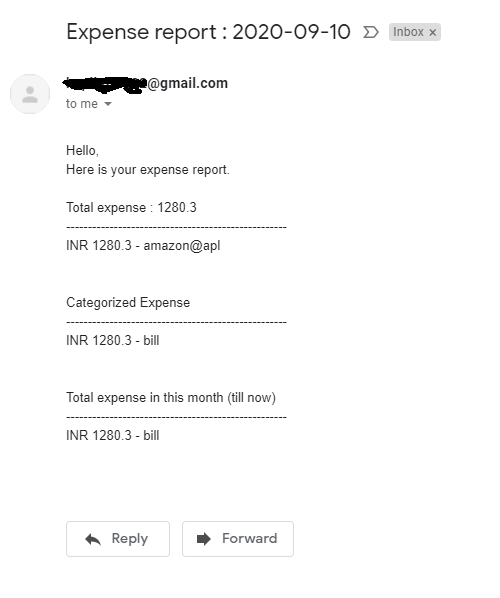 Expense report : 2020-09-10
Inbox x
@gmail.com
to me
Hello,
Here is your expense report.
Total expense : 1280.3
---------------------------------------------------
INR 1280.3 - amazon@apl
Categorized Expense
---------------------------------------------------
INR 1280.3 - bill
Total expense in this month (till now)
---------------------------------------------------
INR 1280.3 - bill
Reply
Forward